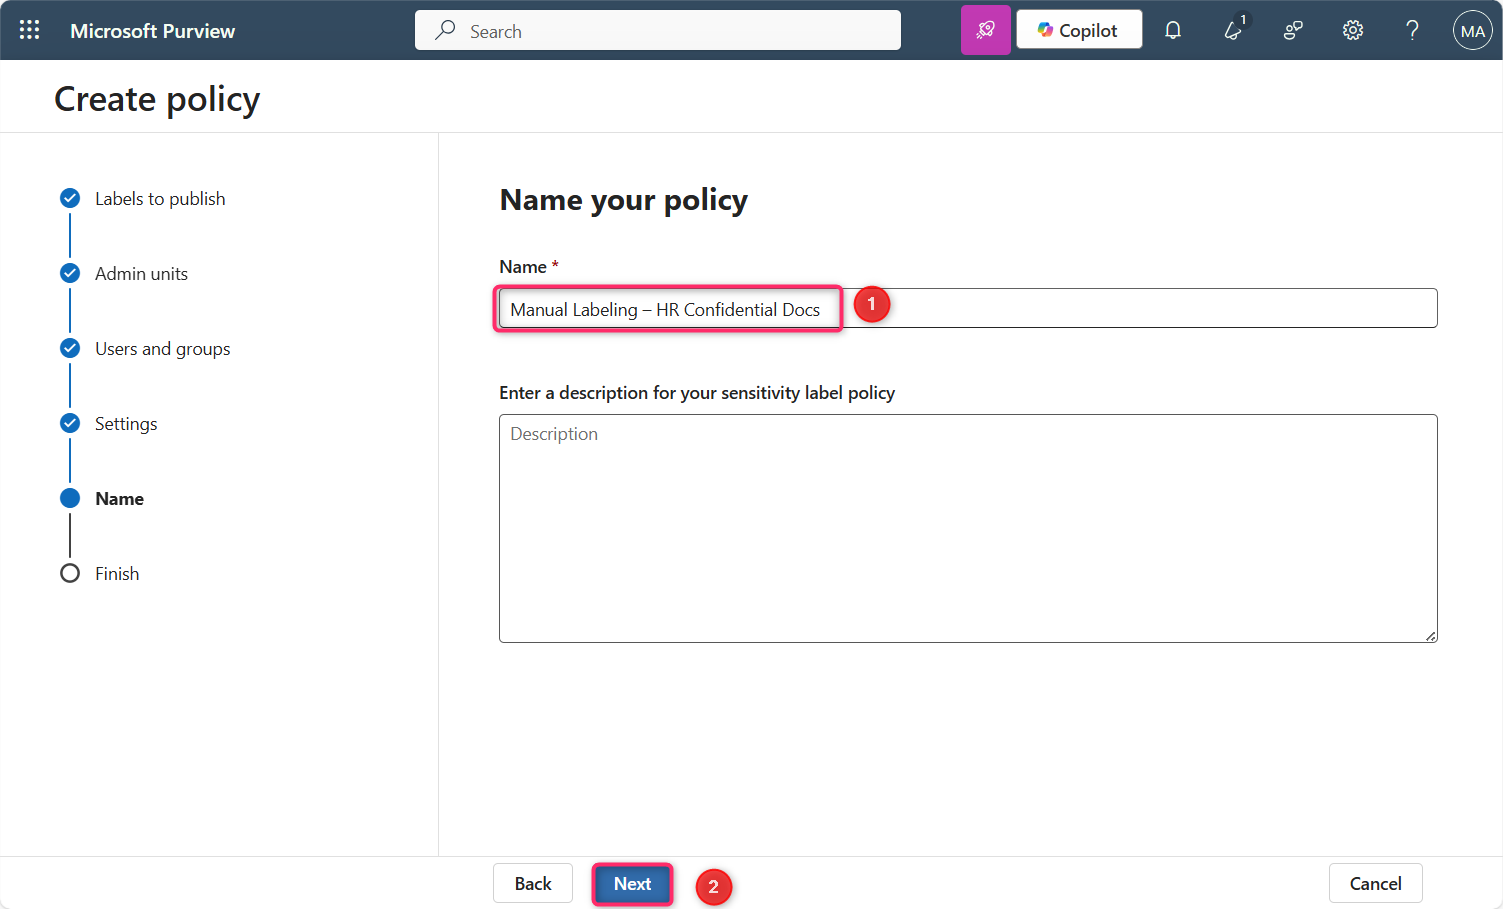 Microsoft Purview
Search
Copilot
1
MA
Create policy
Labels to publish
Admin units
Users and groups
Settings
Name
Finish
Name your policy
Name *
Manual Labeling – HR Confidential Docs
1
Enter a description for your sensitivity label policy
Description
Back
Next
2
Cancel